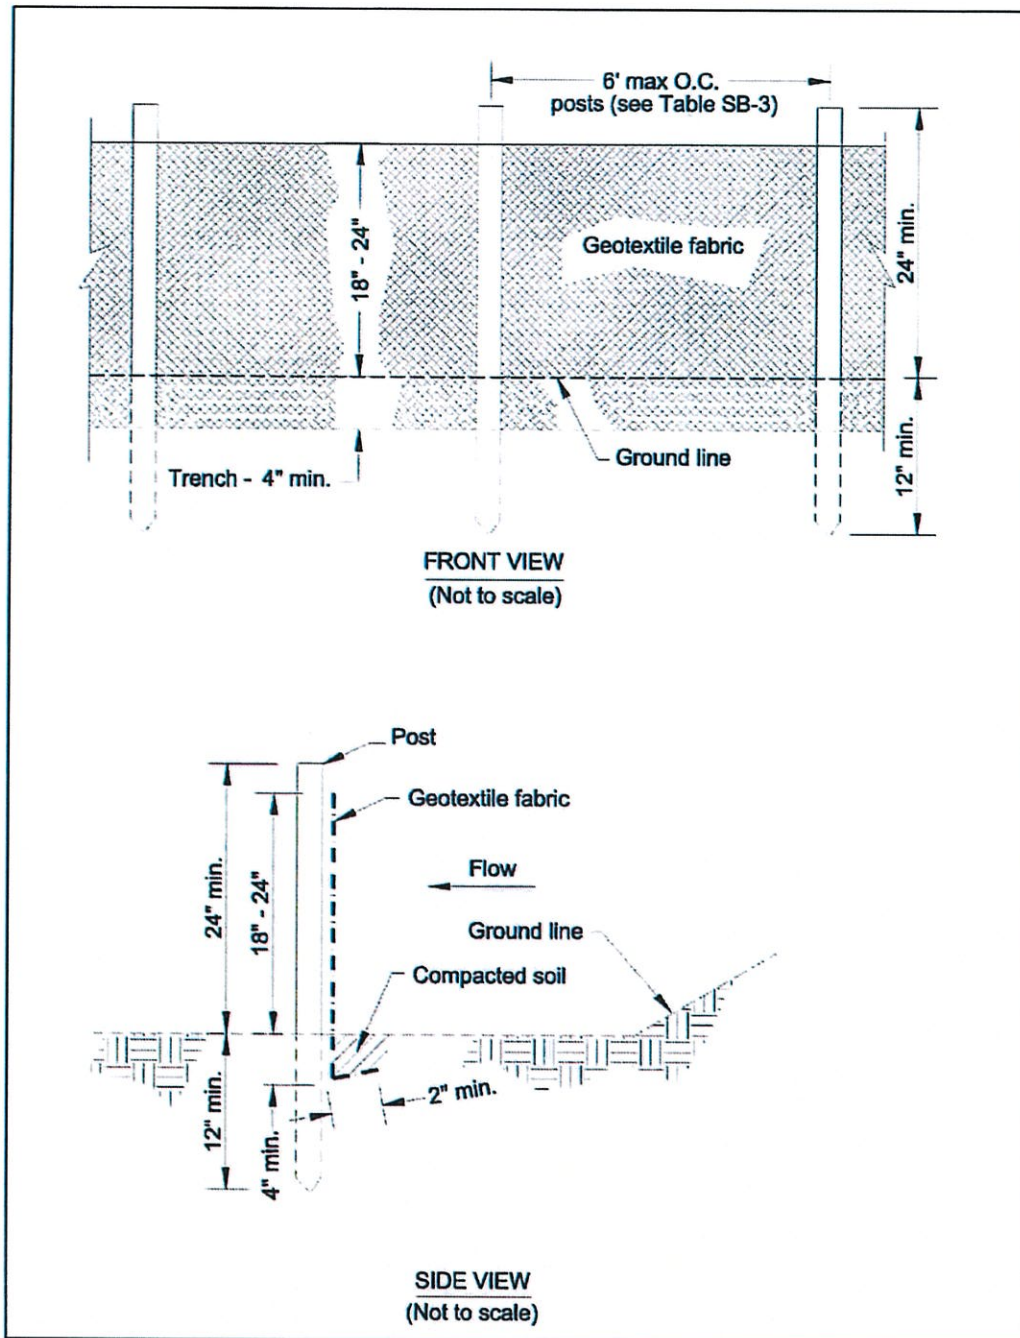 6' max O.C.
posts (see Table SB-3)
18" - 24"
Geotextile fabric
24" min.
Ground line
12" min.
Trench - 4" min.
FRONT VIEW
(Not to scale)
Post
Geotextile fabric
24" min.
18" - 24"
Flow
Ground line
Compacted soil
12" min.
4" min.
2" min.
SIDE VIEW
(Not to scale)